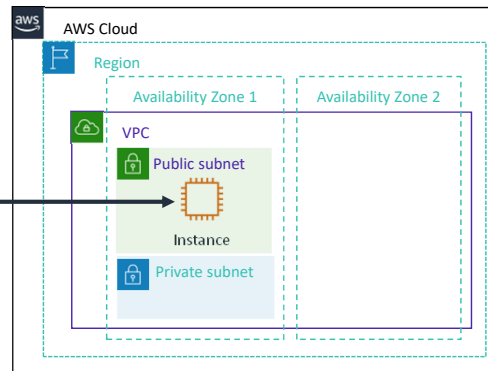 aws
AWS Cloud
Region
Availability Zone 1
Availability Zone 2
VPC
Public subnet
Instance
Private subnet